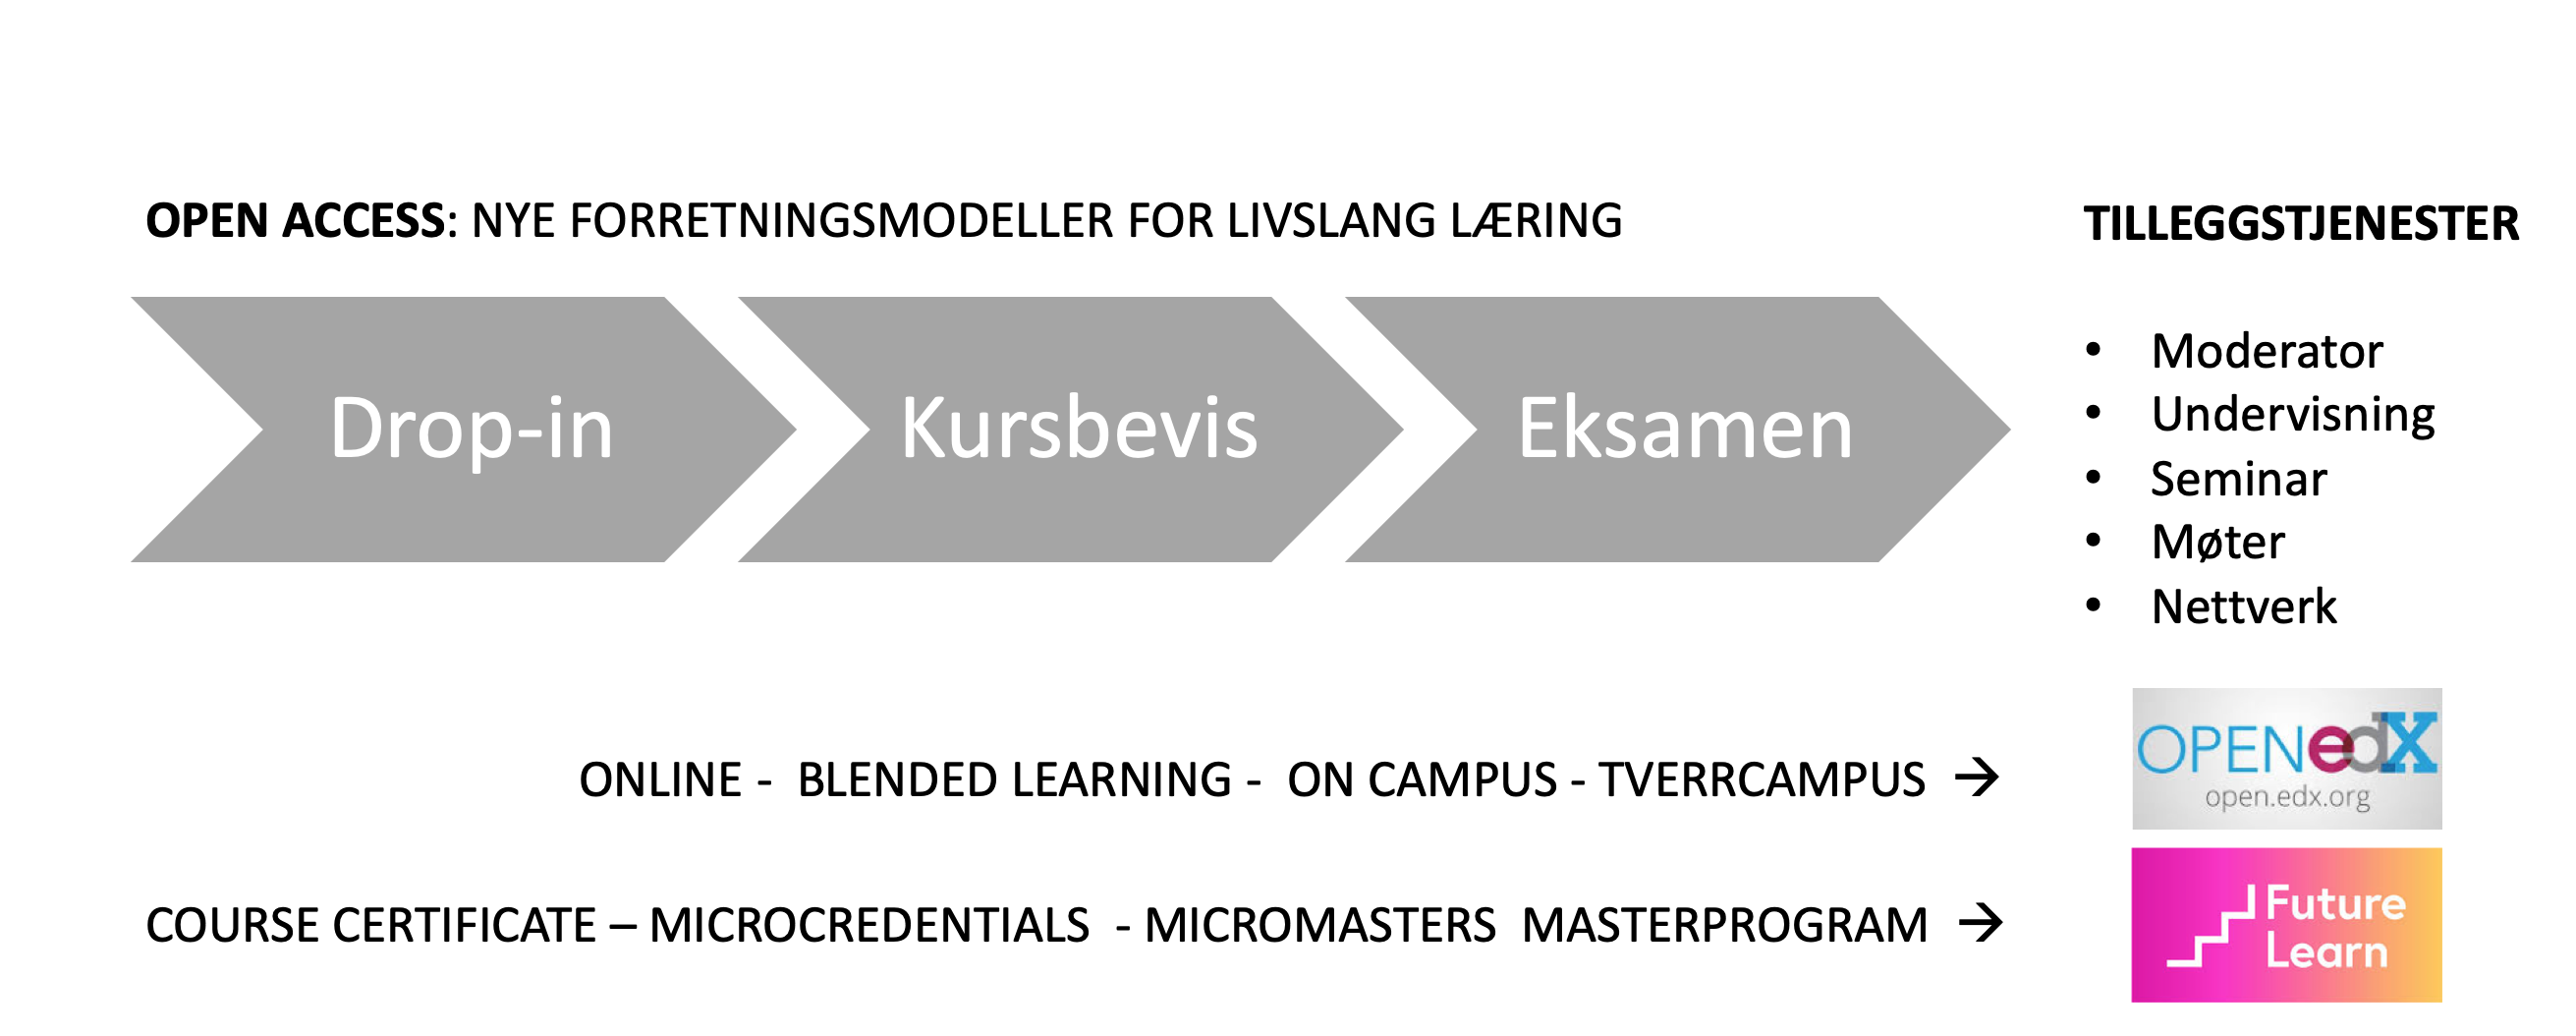 OPEN ACCESS: NYE FORRETNINGSMODELLER FOR LIVSLANG LÆRING
Drop-in
Kursbevis
Eksamen
TILLEGGSTJENESTER
• Moderator
• Undervisning
• Seminar
• Møter
• Nettverk
ONLINE - BLENDED LEARNING - ON CAMPUS - TVERRCAMPUS →
OPENedX
open.edx.org
COURSE CERTIFICATE – MICROCREDENTIALS - MICROMASTERS MASTERPROGRAM →
Future
Learn